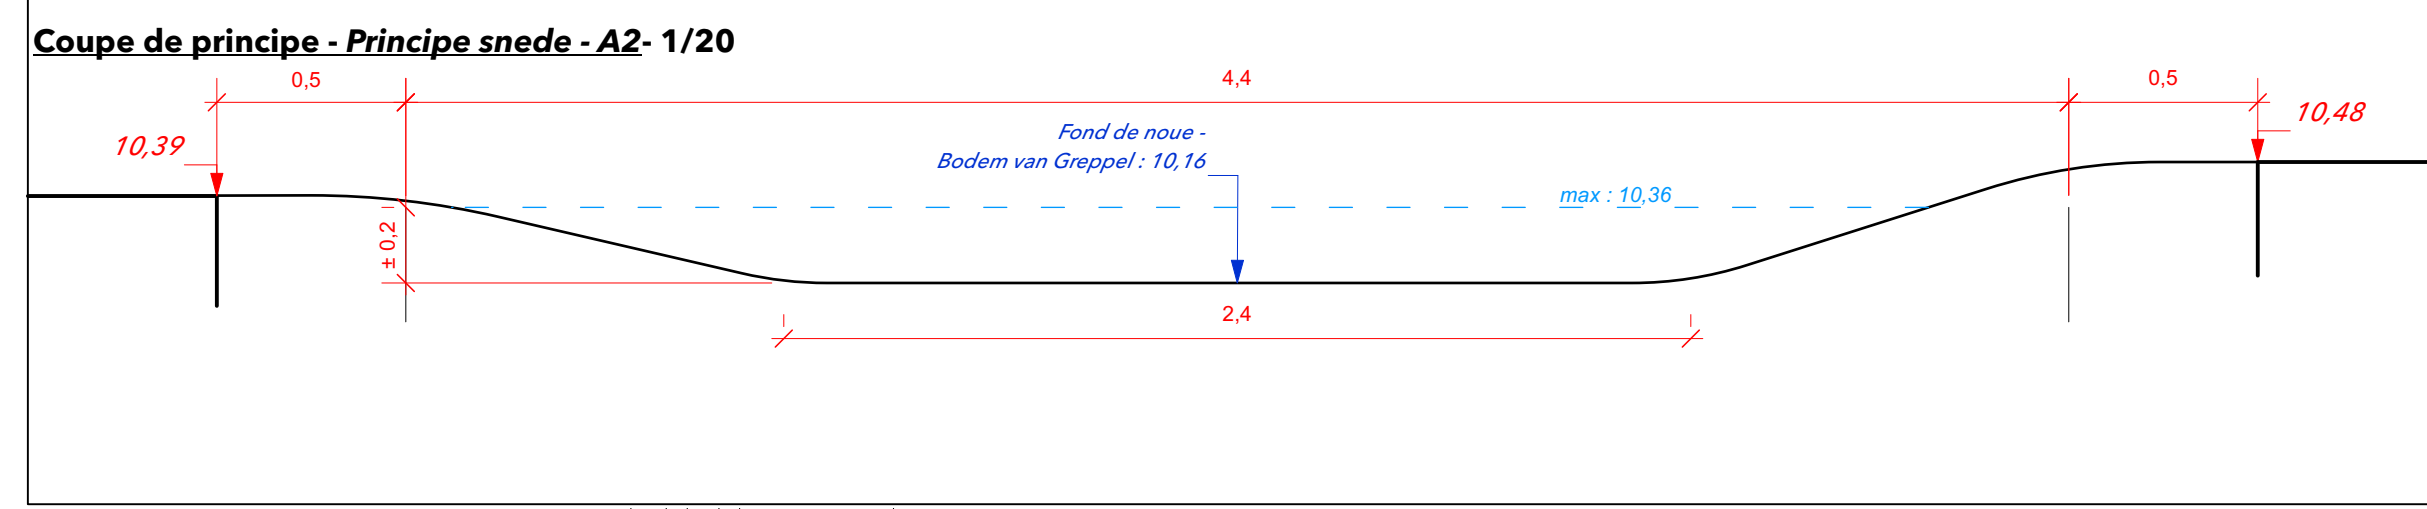 Coupe de principe - Principe snede - A2- 1/20
0,5
4,4
0,5
10,39
10,48
Fond de noue -
Bodem van Greppel : 10,16
max : 10,36
± 0,2
2,4